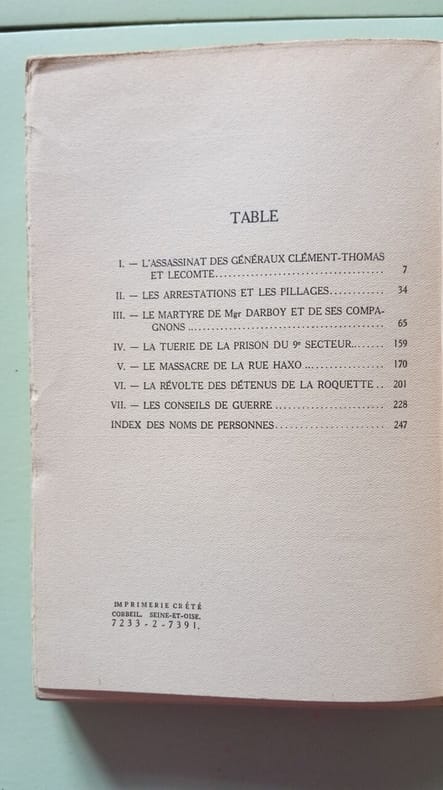 TABLE
I. — L'ASSASSINAT DES GÉNÉRAUX CLÉMENT-THOMAS
ET LECOMTE.................................... 7
II. — LES ARRESTATIONS ET LES PILLAGES............ 34
III. — LE MARTYRE DE Mgr DARBOY ET DE SES COMPA-
GNONS .......................................... 65
IV. — LA TUERIE DE LA PRISON DU 9e SECTEUR....... 159
V. — LE MASSACRE DE LA RUE HAXO ................. 170
VI. — LA RÉVOLTE DES DÉTENUS DE LA ROQUETTE .. 201
VII. — LES CONSEILS DE GUERRE ....................... 228
INDEX DES NOMS DE PERSONNES....................... 247
IMPRIMERIE CRÉTÉ
CORBEIL, SEINE-ET-OISE.
7233-2-7391.